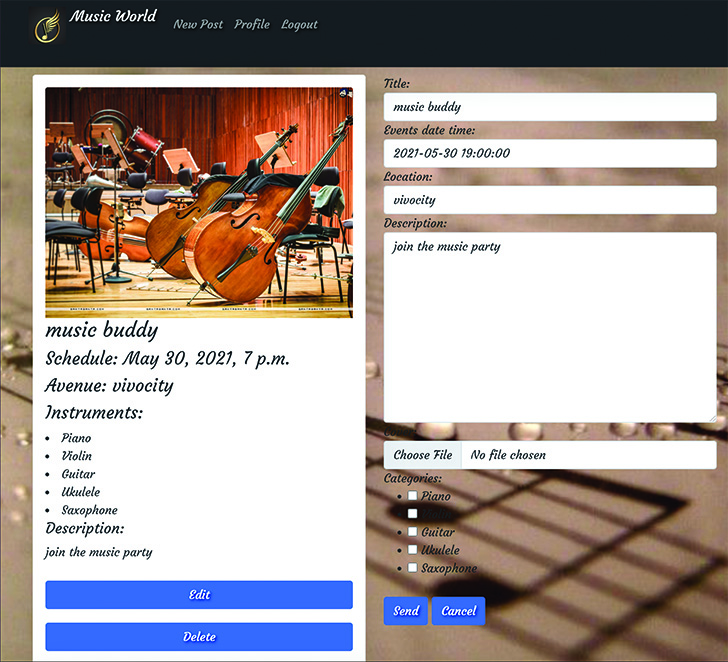 Music World
New Post Profile Logout
music buddy
Schedule: May 30, 2021, 7 p.m.
Avenue: vivocity
Instruments:
Piano
Violin
Guitar
Ukulele
Saxophone
Description:
join the music party
Edit
Delete
Title:
music buddy
Events date time:
2021-05-30 19:00:00
Location:
vivocity
Description:
join the music party
Choose File No file chosen
Categories:
Piano
Guitar
Ukulele
Saxophone
Send Cancel